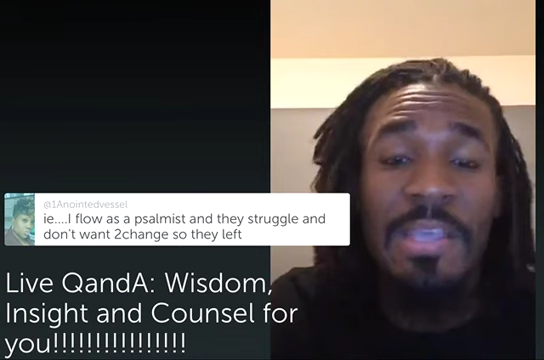 @1Anointedvessel
ie....I flow as a psalmist and they struggle and
don't want 2change so they left
Live QandA: Wisdom,
Insight and Counsel for
you!!!!!!!!!!!!!!!!